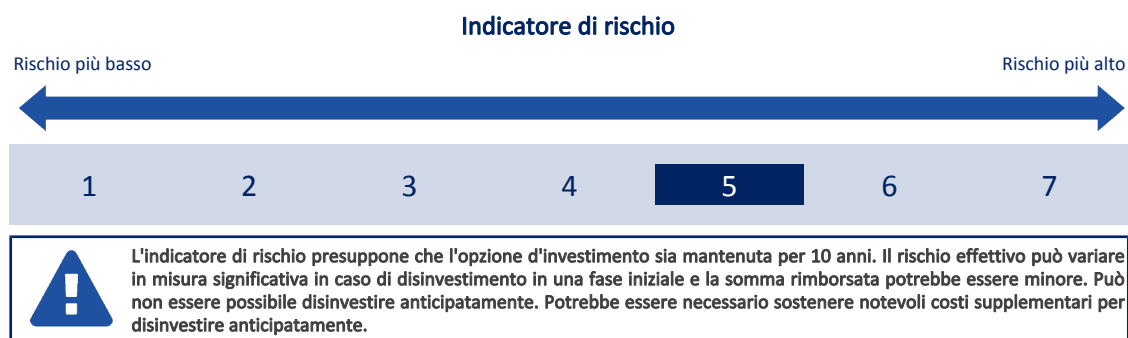 Indicatore di rischio
Rischio più basso
Rischio più alto
1 2 3 4 5 6 7
L'indicatore di rischio presuppone che l'opzione d'investimento sia mantenuta per 10 anni. Il rischio effettivo può variare
in misura significativa in caso di disinvestimento in una fase iniziale e la somma rimborsata potrebbe essere minore. Può
non essere possibile disinvestire anticipatamente. Potrebbe essere necessario sostenere notevoli costi supplementari per
disinvestire anticipatamente.